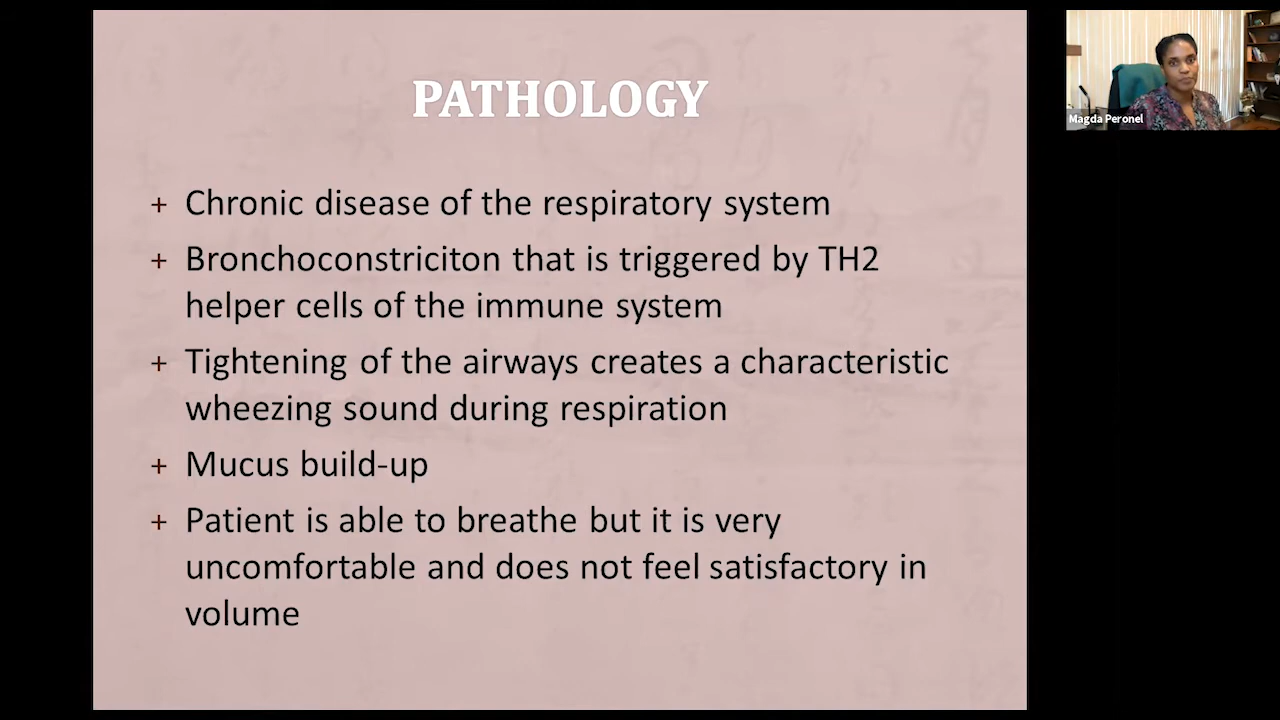 PATHOLOGY
+ Chronic disease of the respiratory system
+ Bronchoconstriciton that is triggered by TH2
helper cells of the immune system
+ Tightening of the airways creates a characteristic
wheezing sound during respiration
+ Mucus build-up
+ Patient is able to breathe but it is very
uncomfortable and does not feel satisfactory in
volume
Magda Peronel